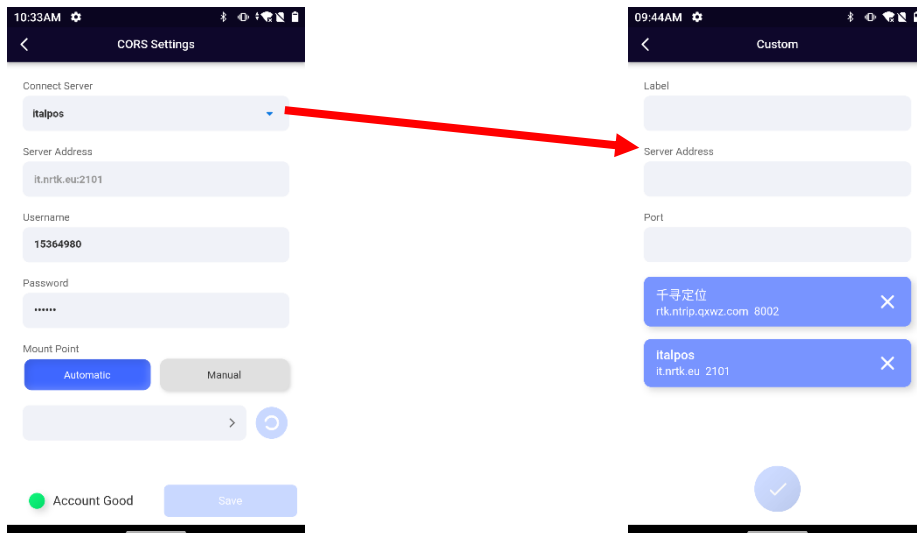 10:33AM
CORS Settings
Connect Server
italpos
Server Address
it.nrtk.eu:2101
Username
15364980
Password
••••••
Mount Point
Automatic
Manual
Account Good
Save
09:44AM
Custom
Label
Server Address
Port
千寻定位
rtk.ntrip.qxwz.com 8002
italpos
it.nrtk.eu 2101